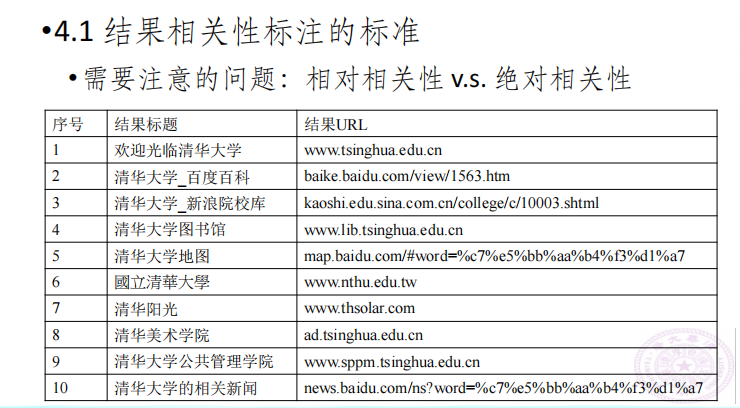 •4.1 结果相关性标注的标准
•需要注意的问题：相对相关性 v.s. 绝对相关性
序号 结果标题 结果URL
1 欢迎光临清华大学 www.tsinghua.edu.cn
2 清华大学_百度百科 baike.baidu.com/view/1563.htm
3 清华大学_新浪院校库 kaoshi.edu.sina.com.cn/college/c/10003.shtml
4 清华大学图书馆 www.lib.tsinghua.edu.cn
5 清华大学地图 map.baidu.com/#word=%c7%e5%bb%aa%b4%f3%d1%a7
6 國立清華大學 www.nthu.edu.tw
7 清华阳光 www.thsolar.com
8 清华美术学院 ad.tsinghua.edu.cn
9 清华大学公共管理学院 www.sppm.tsinghua.edu.cn
10 清华大学的相关新闻 news.baidu.com/ns?word=%c7%e5%bb%aa%b4%f3%d1%a7